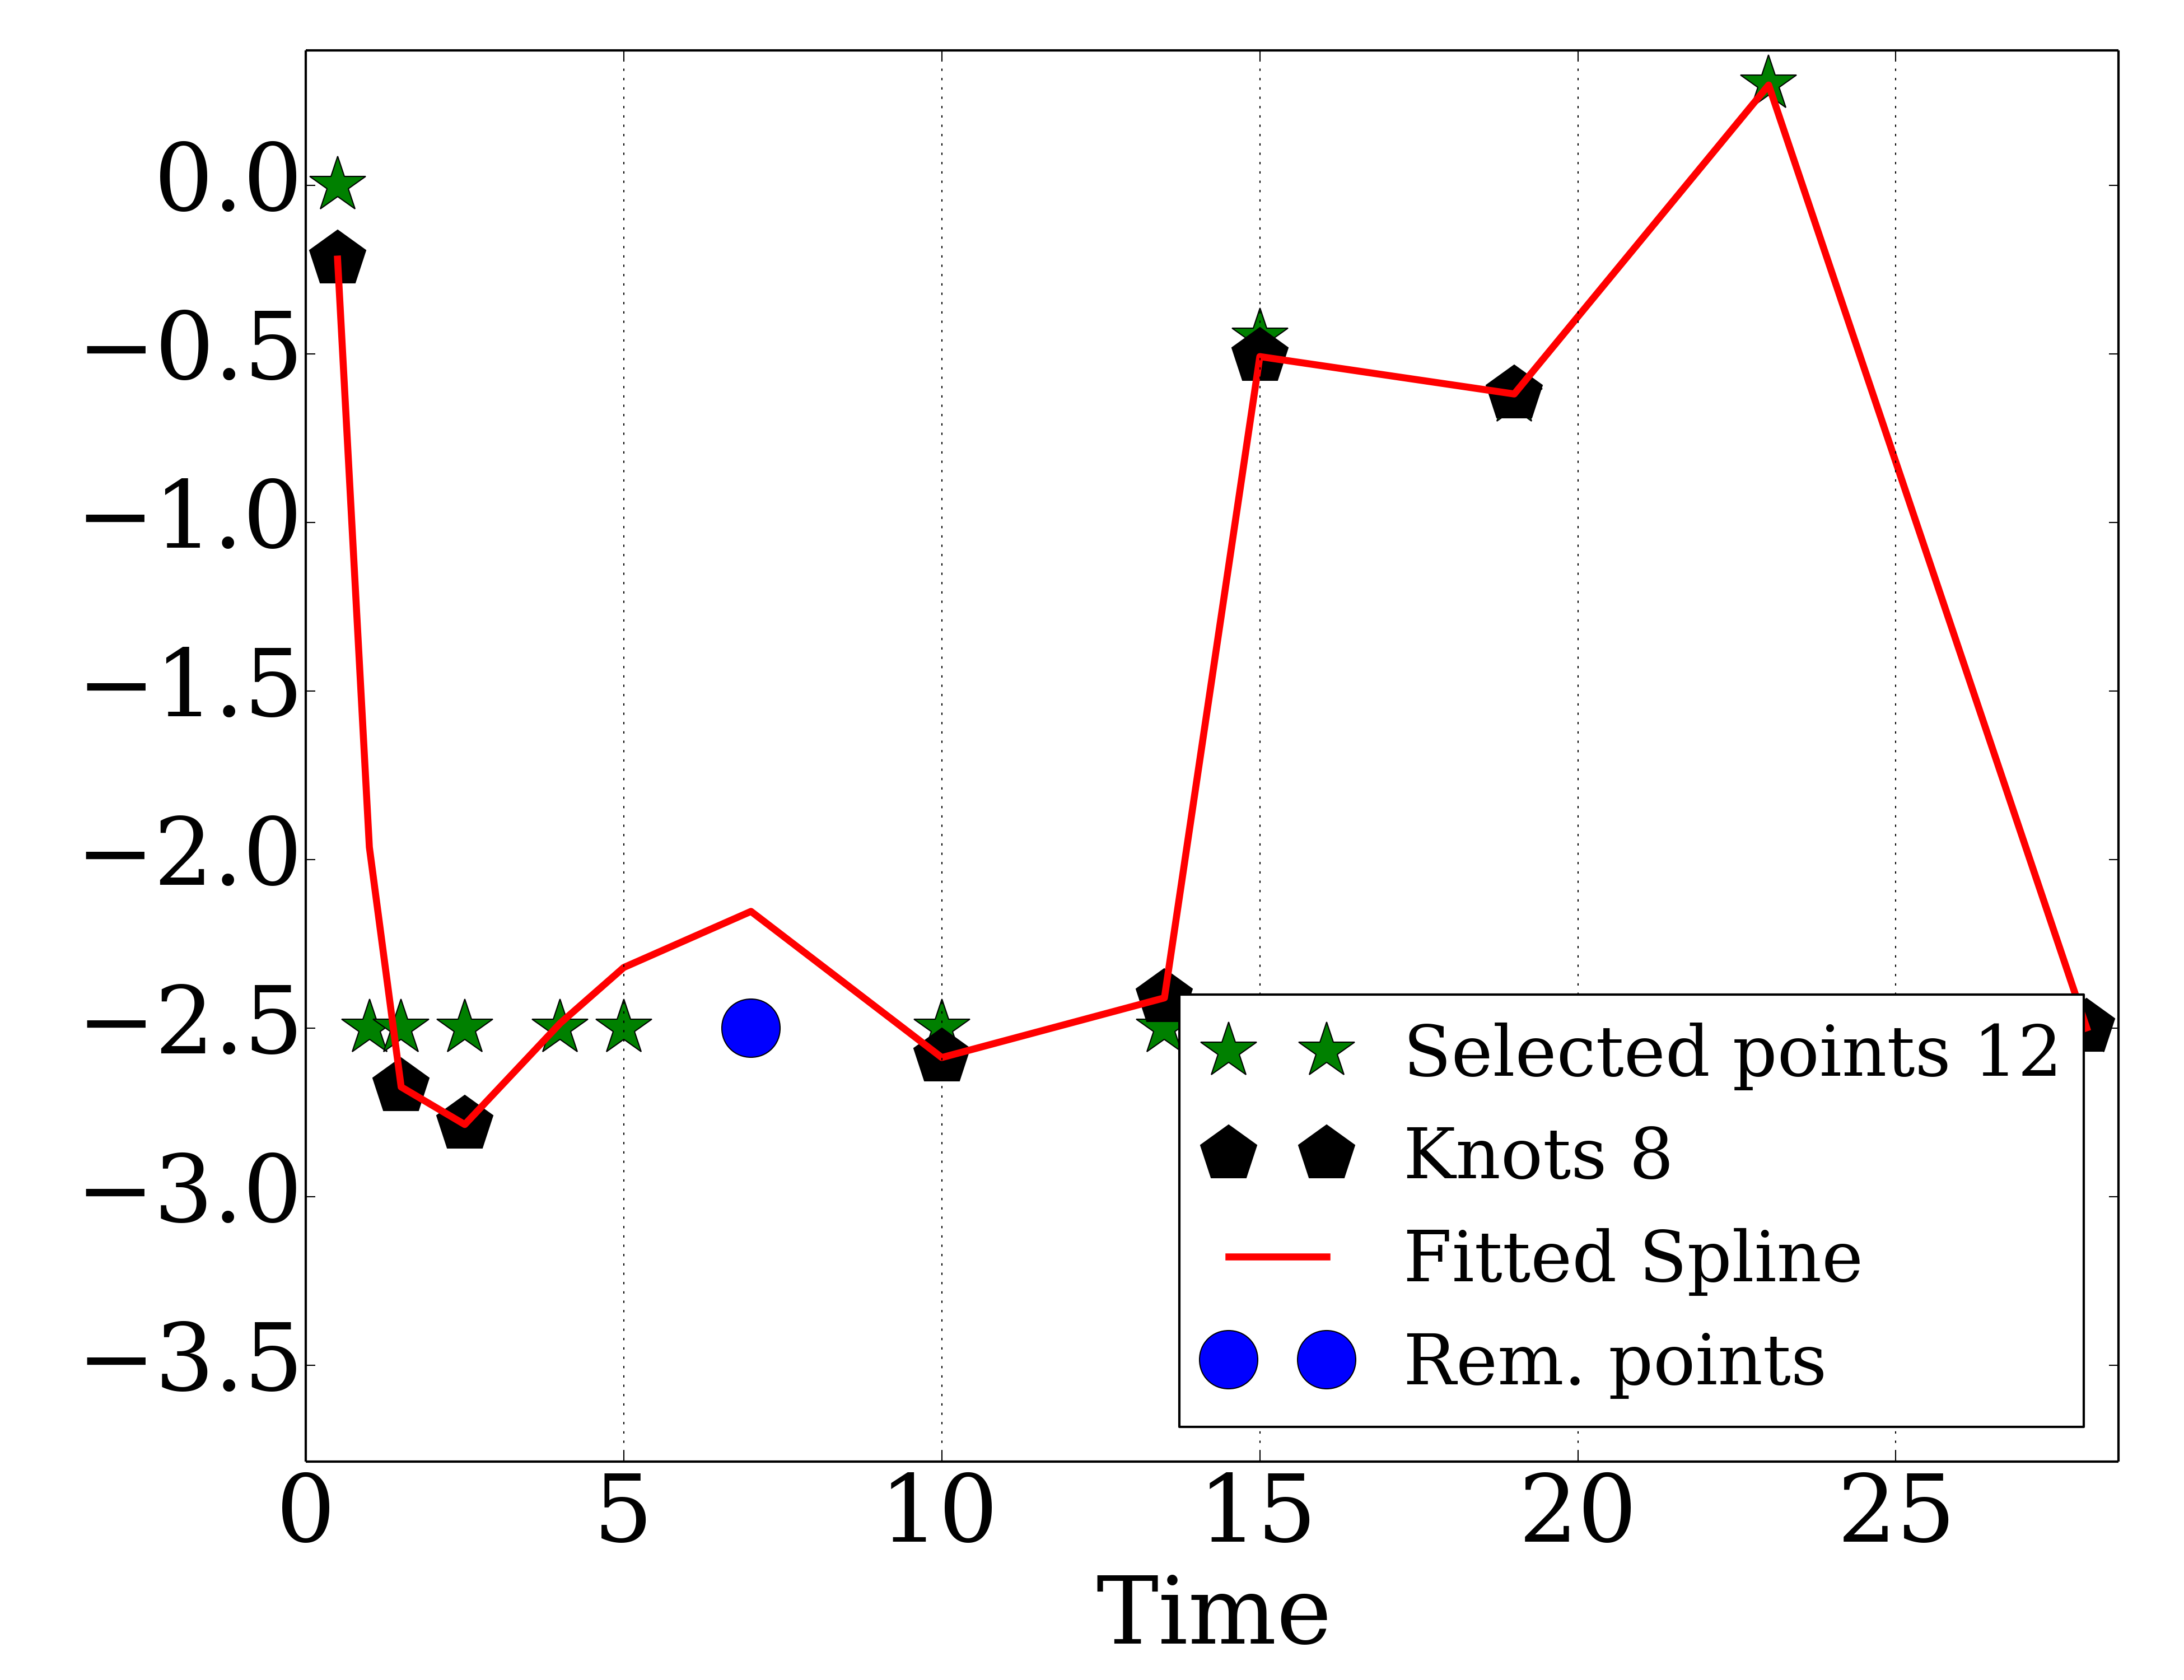 0.0
−0.5
−1.0
−1.5
−2.0
−2.5
−3.0
−3.5
Selected points 12
Knots 8
Fitted Spline
Rem. points
0 5 10 15 20 25
Time